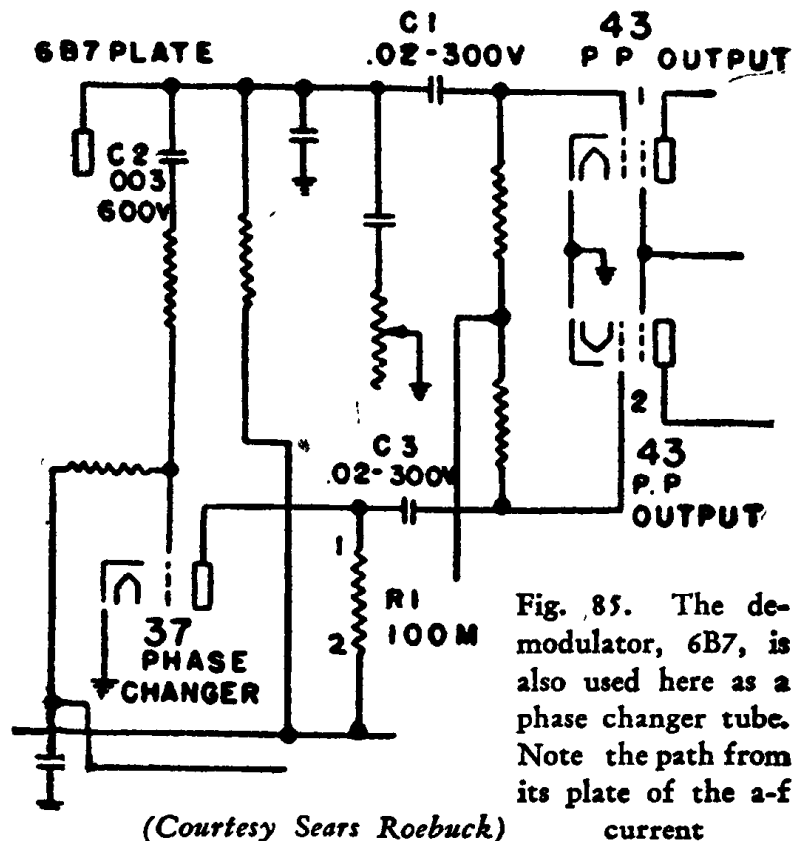 6B7 PLATE
C1
.02-300V
43
P P OUTPUT
1
C2
003
600V
2
43
P.P
OUTPUT
C3
.02-300V
1
R1
100M
2
37
PHASE
CHANGER
Fig. 85. The de-
modulator, 6B7, is
also used here as a
phase changer tube.
Note the path from
its plate of the a-f
current
(Courtesy Sears Roebuck)